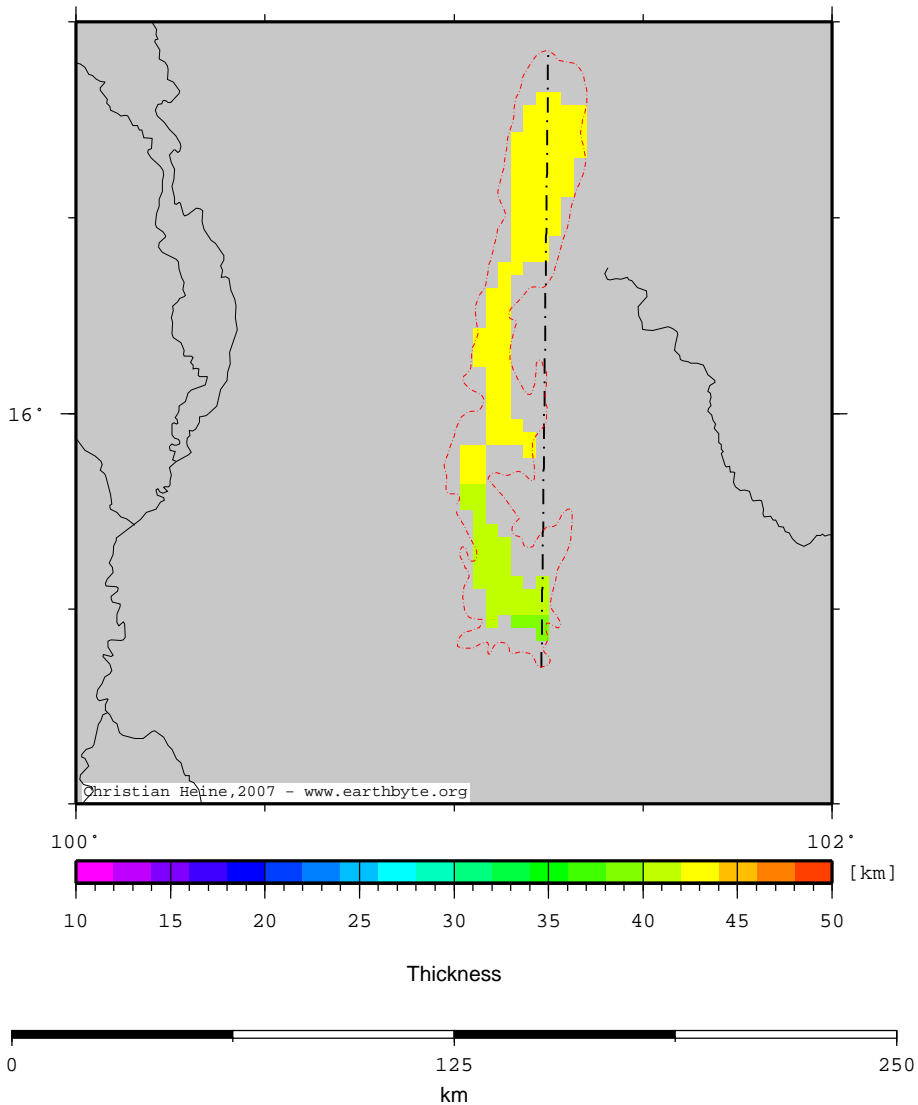 16°
Christian Heine,2007 - www.earthbyte.org
100° 102°
[km]
10 15 20 25 30 35 40 45 50
Thickness
0 125 250
km